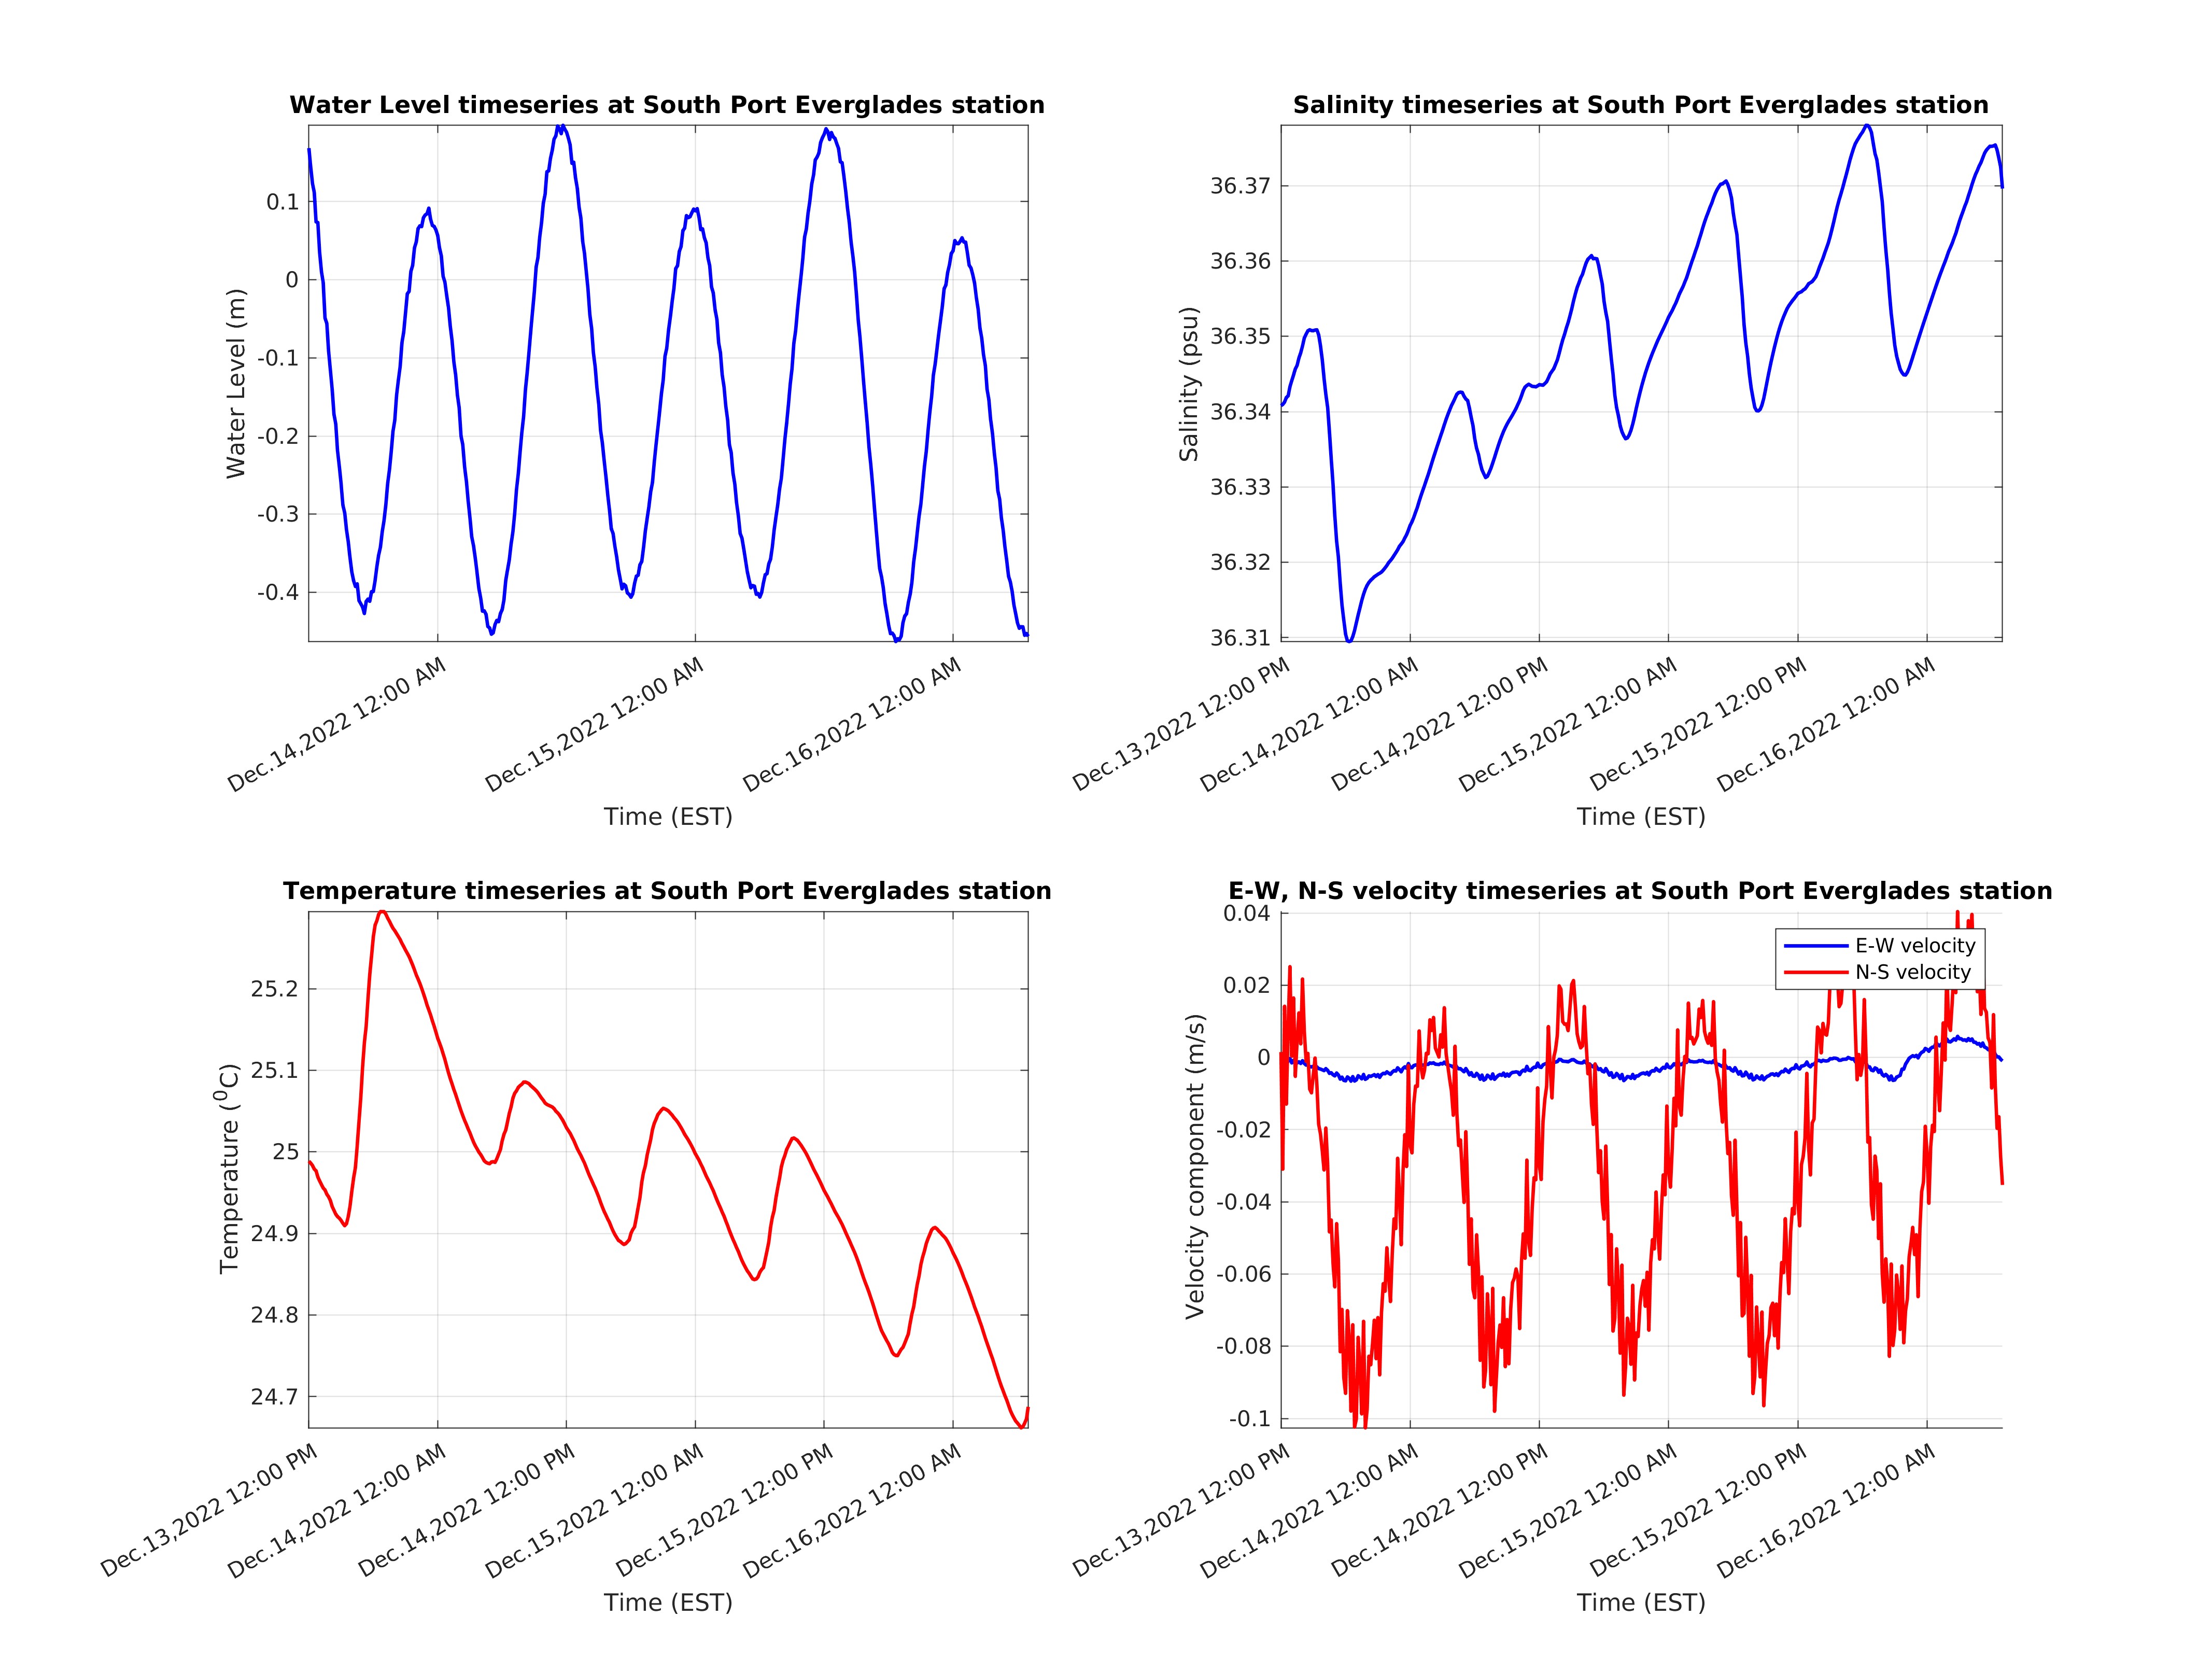 Water Level timeseries at South Port Everglades station
Water Level (m)
0.1
0
-0.1
-0.2
-0.3
-0.4
Dec.14,2022 12:00 AM
Dec.15,2022 12:00 AM
Dec.16,2022 12:00 AM
Time (EST)
Salinity timeseries at South Port Everglades station
Salinity (psu)
36.37
36.36
36.35
36.34
36.33
36.32
36.31
Dec.13,2022 12:00 PM
Dec.14,2022 12:00 AM
Dec.14,2022 12:00 PM
Dec.15,2022 12:00 AM
Dec.15,2022 12:00 PM
Dec.16,2022 12:00 AM
Time (EST)
Temperature timeseries at South Port Everglades station
Temperature (⁰C)
25.2
25.1
25
24.9
24.8
24.7
Dec.13,2022 12:00 PM
Dec.14,2022 12:00 AM
Dec.14,2022 12:00 PM
Dec.15,2022 12:00 AM
Dec.15,2022 12:00 PM
Dec.16,2022 12:00 AM
Time (EST)
E-W, N-S velocity timeseries at South Port Everglades station
Velocity component (m/s)
0.04
0.02
0
-0.02
-0.04
-0.06
-0.08
-0.1
E-W velocity
N-S velocity
Dec.13,2022 12:00 PM
Dec.14,2022 12:00 AM
Dec.14,2022 12:00 PM
Dec.15,2022 12:00 AM
Dec.15,2022 12:00 PM
Dec.16,2022 12:00 AM
Time (EST)